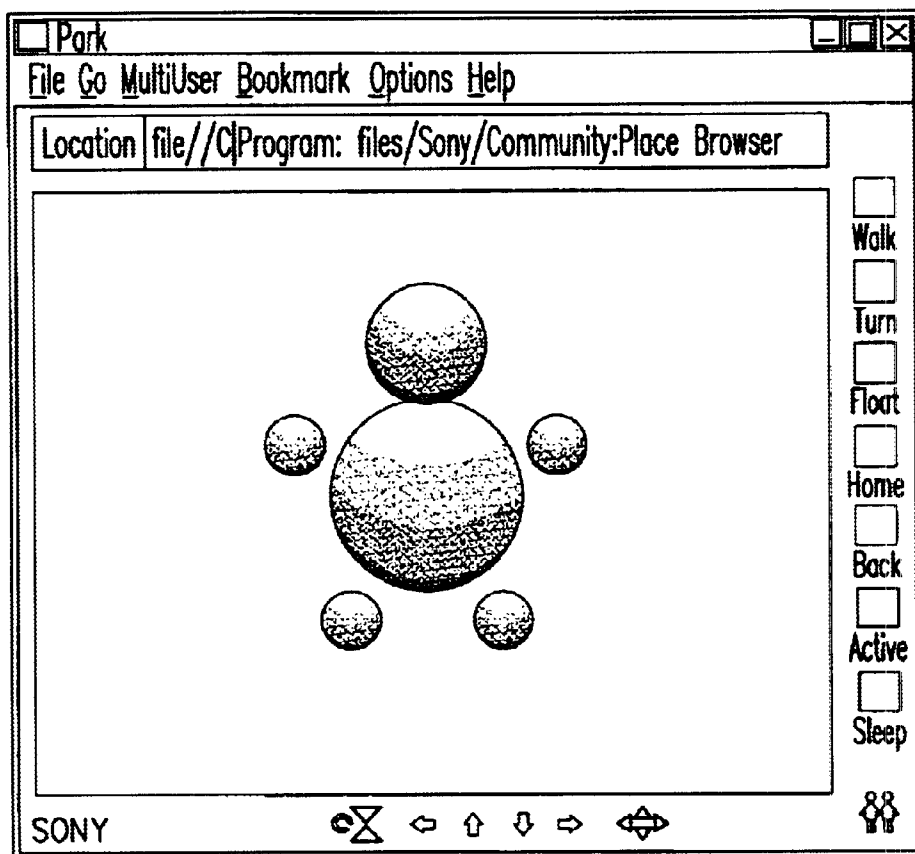 Park
File Go MultiUser Bookmark Options Help
Location file//C|Program: files/Sony/Community:Place Browser
Walk
Turn
Float
Home
Back
Active
Sleep
SONY